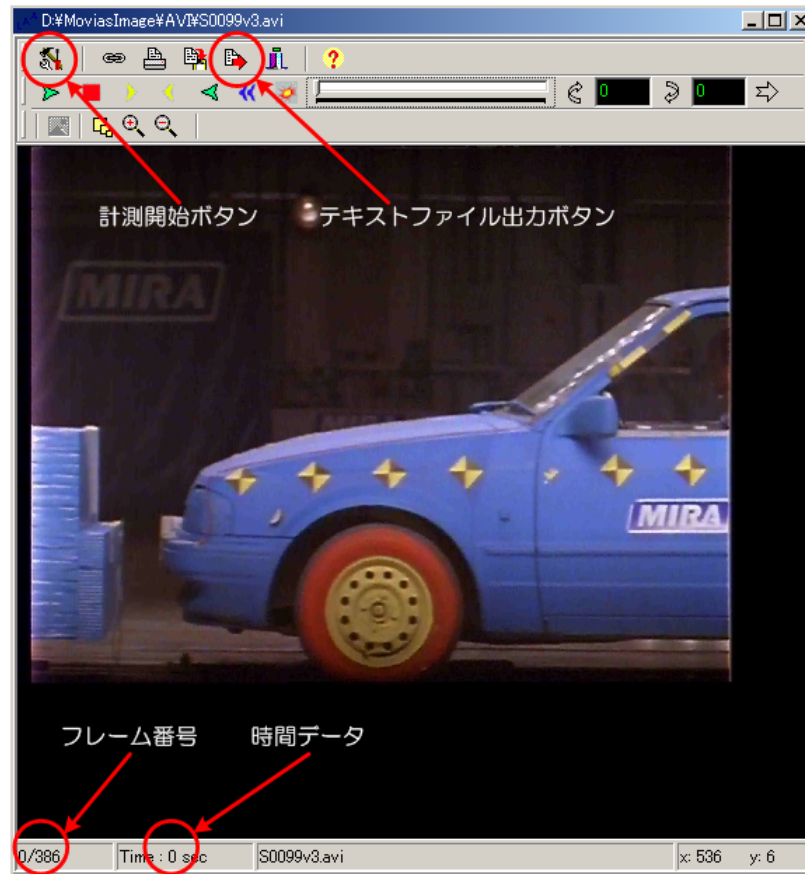 D:¥MoviasImage¥AVI¥S0099v3.avi
?
0
0
計測開始ボタン
テキストファイル出力ボタン
MIRA
MIRA
MIRA
フレーム番号
時間データ
0/386
Time : 0 sec
S0099v3.avi
x: 536 y: 6